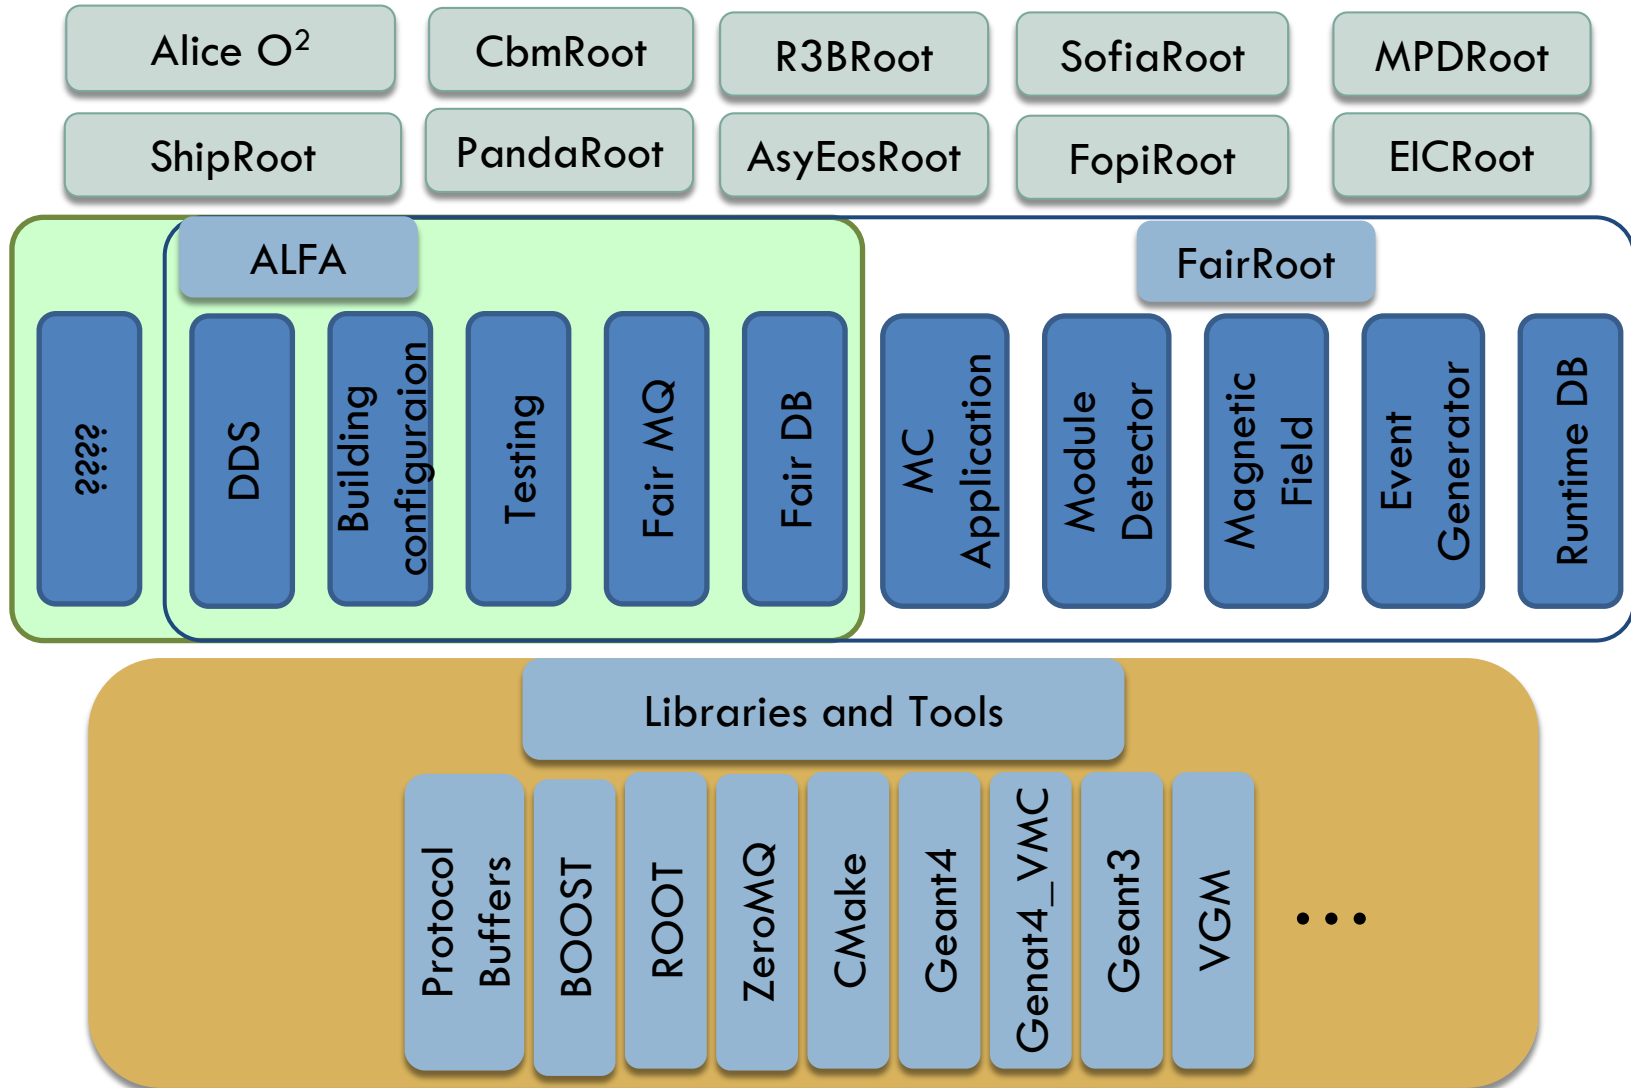 Alice O²
CbmRoot
R3BRoot
SofiaRoot
MPDRoot
ShipRoot
PandaRoot
AsyEosRoot
FopiRoot
EICRoot
ALFA
FairRoot
?????
DDS
Building
configuraion
Testing
Fair MQ
Fair DB
MC
Application
Module
Detector
Magnetic
Field
Event
Generator
Runtime DB
Libraries and Tools
Protocol
Buffers
BOOST
ROOT
ZeroMQ
CMake
Geant4
Genat4_VMC
Geant3
VGM
...